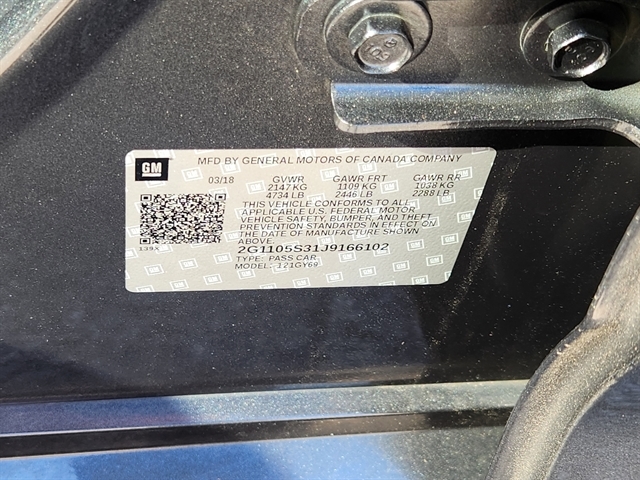 GM
MFD BY GENERAL MOTORS OF CANADA COMPANY
03/18 GVWR GAWR FRT GAWR RR
2147 KG 1109 KG 1038 KG
4734 LB 2446 LB 2288 LB
THIS VEHICLE CONFORMS TO ALL
APPLICABLE U.S. FEDERAL MOTOR
VEHICLE SAFETY, BUMPER, AND THEFT
PREVENTION STANDARDS IN EFFECT ON
THE DATE OF MANUFACTURE SHOWN
ABOVE.
139X 2G1105S31J9166102
TYPE: PASS CAR
MODEL: 121GY69